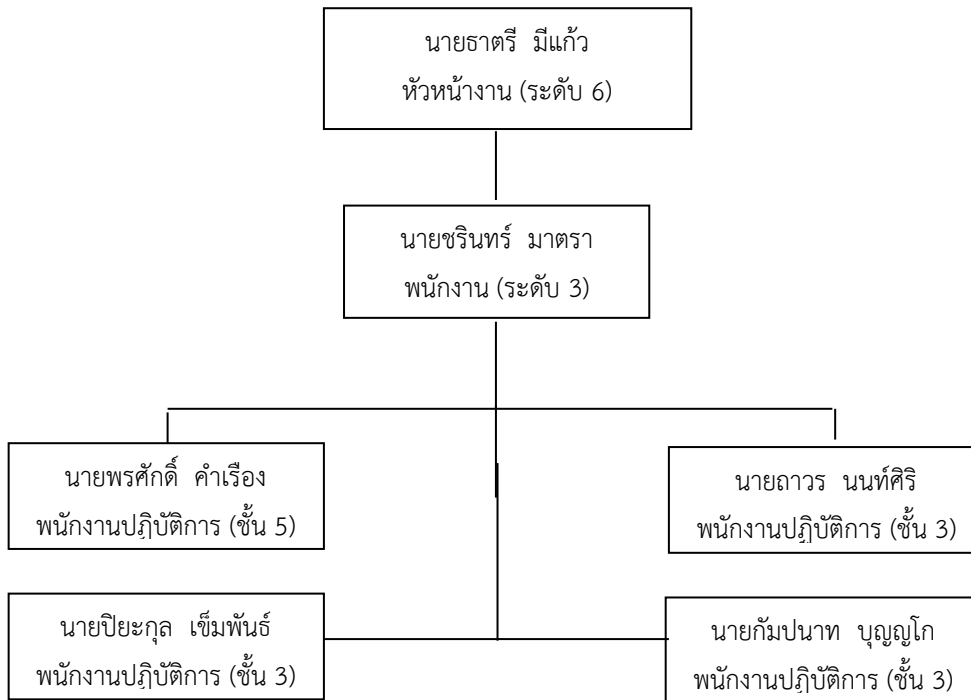 นายธาตรี มีแก้ว
หัวหน้างาน (ระดับ 6)
นายชรินทร์ มาตรา
พนักงาน (ระดับ 3)
นายพรศักดิ์ คำเรือง
พนักงานปฏิบัติการ (ชั้น 5)
นายถาวร นนท์ศิริ
พนักงานปฏิบัติการ (ชั้น 3)
นายปิยะกุล เข็มพันธ์
พนักงานปฏิบัติการ (ชั้น 3)
นายกัมปนาท บุญญโก
พนักงานปฏิบัติการ (ชั้น 3)